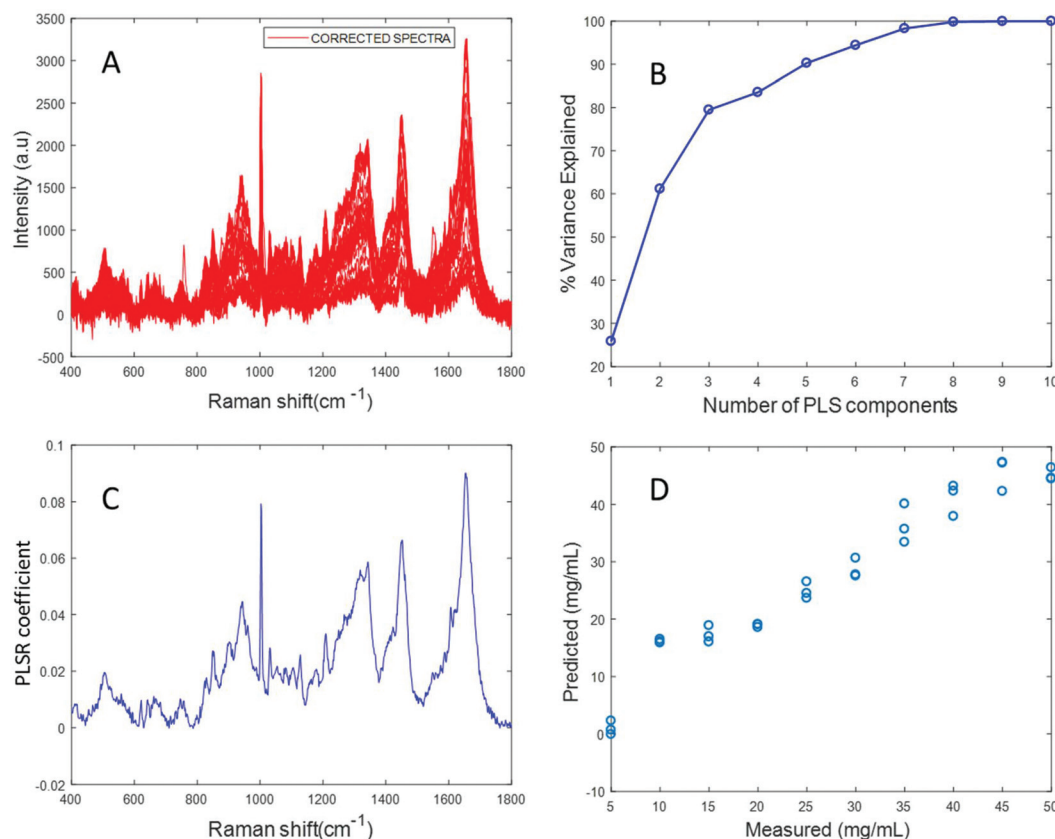 A
CORRECTED SPECTRA
3500
3000
2500
2000
1500
1000
500
0
-500
Intensity (a.u)
400 600 800 1000 1200 1400 1600 1800
Raman shift(cm -1)
B
100
90
80
70
60
50
40
30
20
% Variance Explained
1 2 3 4 5 6 7 8 9 10
Number of PLS components
C
0.1
0.08
0.06
0.04
0.02
0
-0.02
PLSR coefficient
400 600 800 1000 1200 1400 1600 1800
Raman shift(cm-1)
D
50
40
30
20
10
0
-10
Predicted (mg/mL)
5 10 15 20 25 30 35 40 45 50
Measured (mg/mL)